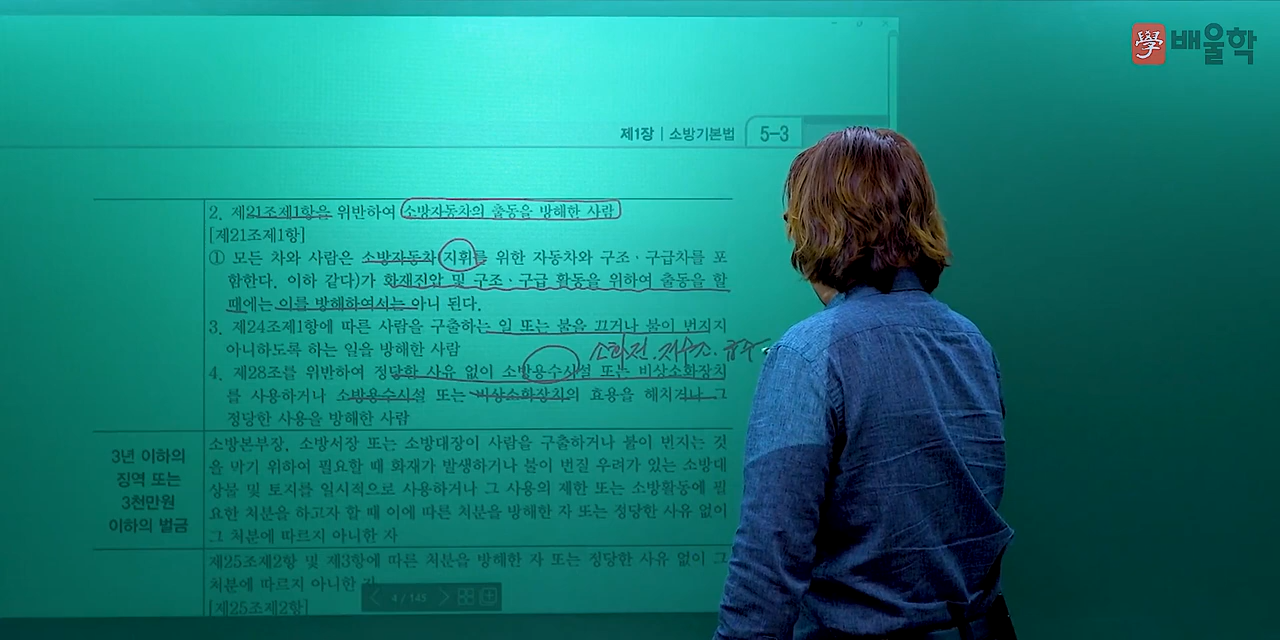 學 배울학
제1장 | 소방기본법 5-3
2. 제21조제1항을 위반하여 소방자동차의 출동을 방해한 사람
[제21조제1항]
① 모든 차와 사람은 소방자동차(지휘를 위한 자동차와 구조·구급차를 포
함한다. 이하 같다)가 화재진압 및 구조·구급 활동을 위하여 출동을 할
때에는 이를 방해하여서는 아니 된다.
3. 제24조제1항에 따른 사람을 구출하는 일 또는 불을 끄거나 불이 번지지
아니하도록 하는 일을 방해한 사람
소화전. 저수조. 급수
4. 제28조를 위반하여 정당한 사유 없이 소방용수시설 또는 비상소화장치
를 사용하거나 소방용수시설 또는 비상소화장치의 효용을 해치거나 그
정당한 사용을 방해한 사람
3년 이하의
징역 또는
3천만원
이하의 벌금
소방본부장, 소방서장 또는 소방대장이 사람을 구출하거나 불이 번지는 것
을 막기 위하여 필요할 때 화재가 발생하거나 불이 번질 우려가 있는 소방대
상물 및 토지를 일시적으로 사용하거나 그 사용의 제한 또는 소방활동에 필
요한 처분을 하고자 할 때 이에 따른 처분을 방해한 자 또는 정당한 사유 없이
그 처분에 따르지 아니한 자
제25조제2항 및 제3항에 따른 처분을 방해한 자 또는 정당한 사유 없이 그
처분에 따르지 아니한 자
4 / 145
[제25조제2항]